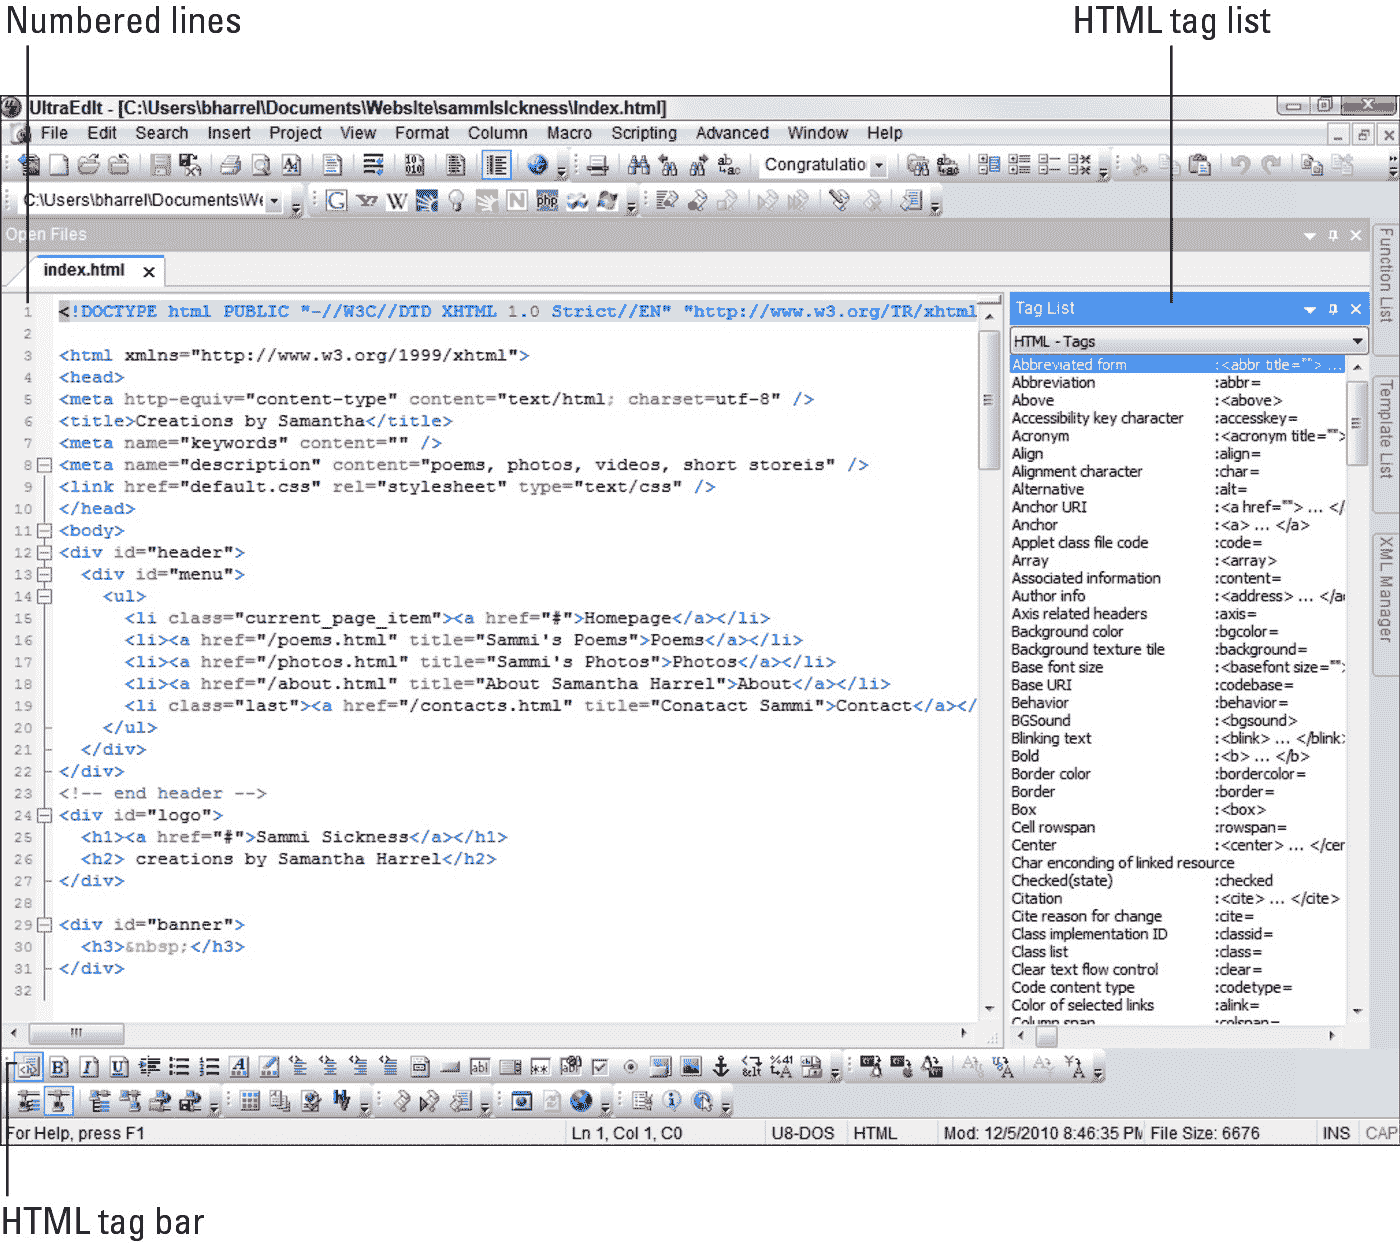 Numbered lines
HTML tag list
UltraEdIt - [C:\Users\bharrel\Documents\WebsIte\sammIsIckness\Index.html]
File Edit Search Insert Project View Format Column Macro Scripting Advanced Window Help
Congratulatio
C:\Users\bharrel\Documents\We
Open Files
index.html
1 <!DOCTYPE html PUBLIC "-//W3C//DTD XHTML 1.0 Strict//EN" "http://www.w3.org/TR/xhtml
2
3 <html xmlns="http://www.w3.org/1999/xhtml">
4 <head>
5 <meta http-equiv="content-type" content="text/html; charset=utf-8" />
6 <title>Creations by Samantha</title>
7 <meta name="keywords" content="" />
8 <meta name="description" content="poems, photos, videos, short storeis" />
9 <link href="default.css" rel="stylesheet" type="text/css" />
10 </head>
11 <body>
12 <div id="header">
13 <div id="menu">
14 <ul>
15 <li class="current_page_item"><a href="#">Homepage</a></li>
16 <li><a href="/poems.html" title="Sammi's Poems">Poems</a></li>
17 <li><a href="/photos.html" title="Sammi's Photos">Photos</a></li>
18 <li><a href="/about.html" title="About Samantha Harrel">About</a></li>
19 <li class="last"><a href="/contacts.html" title="Conatact Sammi">Contact</a></
20 </ul>
21 </div>
22 </div>
23 <!-- end header -->
24 <div id="logo">
25 <h1><a href="#">Sammi Sickness</a></h1>
26 <h2> creations by Samantha Harrel</h2>
27 </div>
28
29 <div id="banner">
30 <h3>&nbsp;</h3>
31 </div>
32
Tag List
HTML - Tags
Abbreviated form :<abbr title=""> ...
Abbreviation :abbr=
Above :<above>
Accessibility key character :accesskey=
Acronym :<acronym title="">
Align :align=
Alignment character :char=
Alternative :alt=
Anchor URI :<a href=""> ... </
Anchor :<a> ... </a>
Applet class file code :code=
Array :<array>
Associated information :content=
Author info :<address> ... </a
Axis related headers :axis=
Background color :bgcolor=
Background texture tile :background=
Base font size :<basefont size="">
Base URI :codebase=
Behavior :behavior=
BGSound :<bgsound>
Blinking text :<blink> ... </blink>
Bold :<b> ... </b>
Border color :bordercolor=
Border :border=
Box :<box>
Cell rowspan :rowspan=
Center :<center> ... </cer
Char enconding of linked resource
Checked(state) :checked
Citation :<cite> ... </cite>
Cite reason for change :cite=
Class implementation ID :classid=
Class list :class=
Clear text flow control :clear=
Code content type :codetype=
Color of selected links :alink=
Column span :colspan=
Function List
Template List
XML Manager
For Help, press F1 Ln 1, Col 1, C0 U8-DOS HTML Mod: 12/5/2010 8:46:35 PM File Size: 6676 INS CAP
HTML tag bar